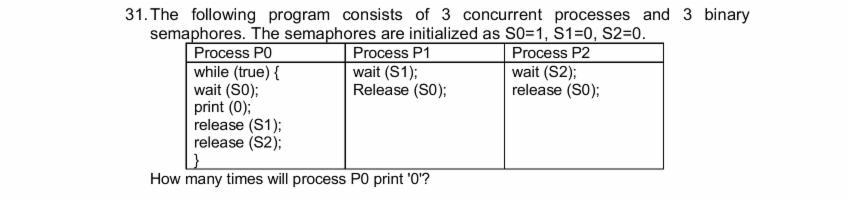 31. The following program consists of 3 concurrent processes and 3 binary
semaphores. The semaphores are initialized as S0=1, S1=0, S2=0.
Process P0 Process P1 Process P2
while (true) { wait (S1); wait (S2);
wait (S0); Release (S0); release (S0);
print (0);
release (S1);
release (S2);
}
How many times will process P0 print '0'?